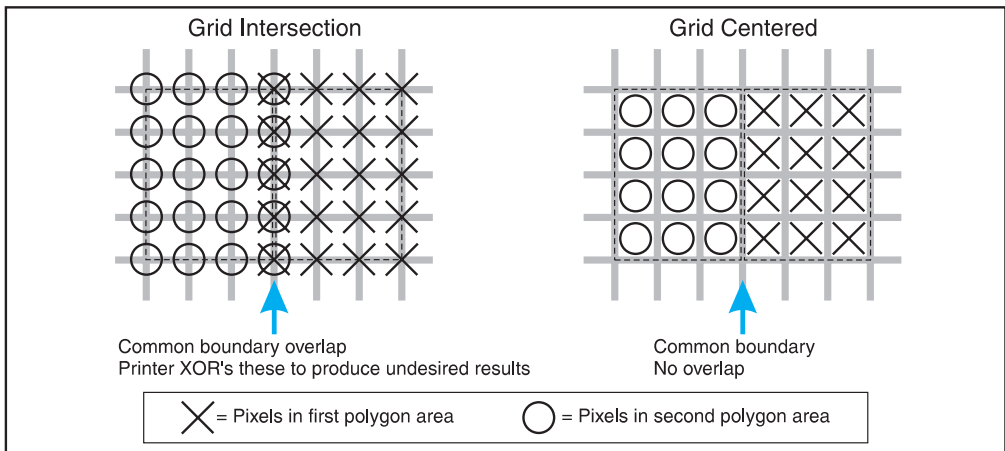 Grid Intersection
Grid Centered
Common boundary overlap
Printer XOR's these to produce undesired results
Common boundary
No overlap
= Pixels in first polygon area
= Pixels in second polygon area